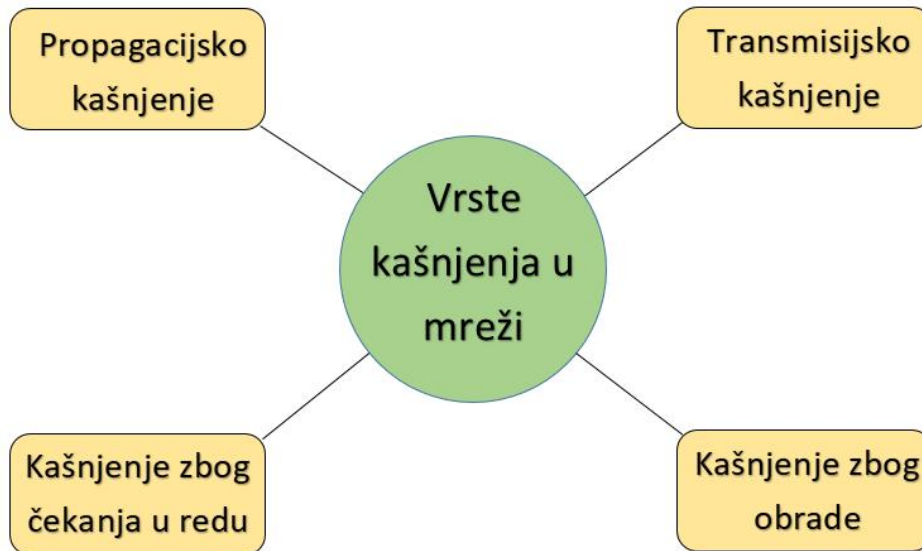 Propagacijsko
kašnjenje
Transmisijsko
kašnjenje
Vrste
kašnjenja u
mreži
Kašnjenje zbog
čekanja u redu
Kašnjenje zbog
obrade